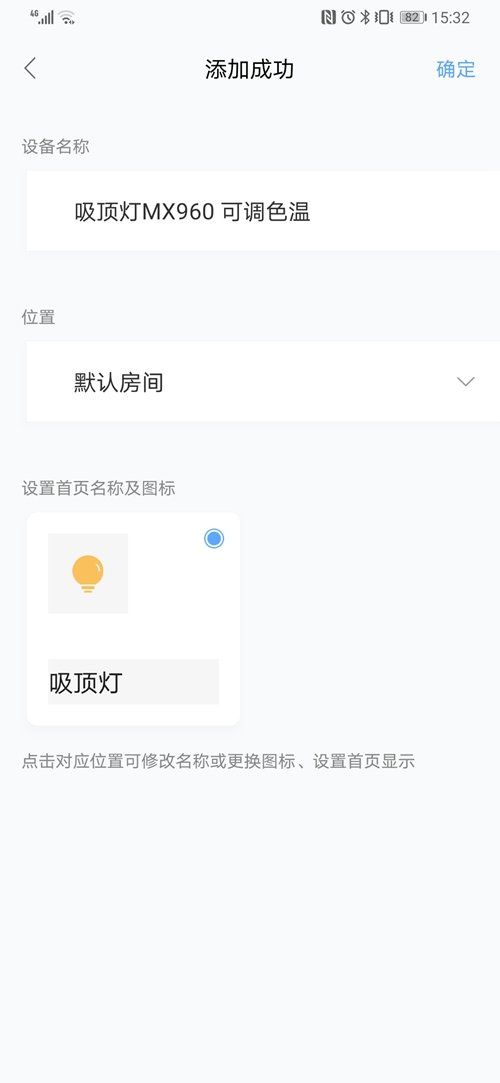 4G
82
15:32
添加成功
确定
设备名称
吸顶灯MX960 可调色温
位置
默认房间
设置首页名称及图标
吸顶灯
点击对应位置可修改名称或更换图标、设置首页显示